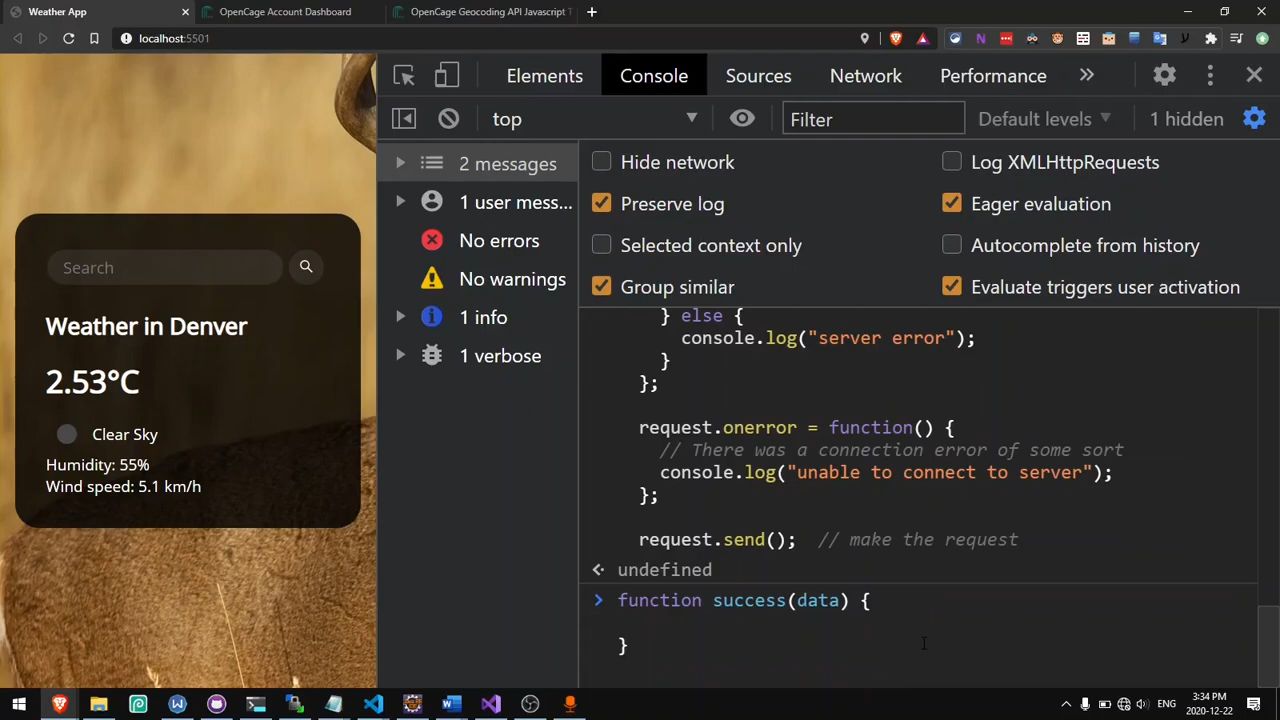 Weather App
OpenCage Account Dashboard
OpenCage Geocoding API Javascript T
localhost:5501
Elements
Console
Sources
Network
Performance
top
Filter
Default levels
1 hidden
2 messages
1 user mess...
No errors
No warnings
1 info
1 verbose
Hide network
Log XMLHttpRequests
Preserve log
Eager evaluation
Selected context only
Autocomplete from history
Group similar
Evaluate triggers user activation
} else {
console.log("server error");
}
};
request.onerror = function() {
// There was a connection error of some sort
console.log("unable to connect to server");
};
request.send();  // make the request
undefined
function success(data) {
}
Search
Weather in Denver
2.53°C
Clear Sky
Humidity: 55%
Wind speed: 5.1 km/h
ENG
3:34 PM
2020-12-22